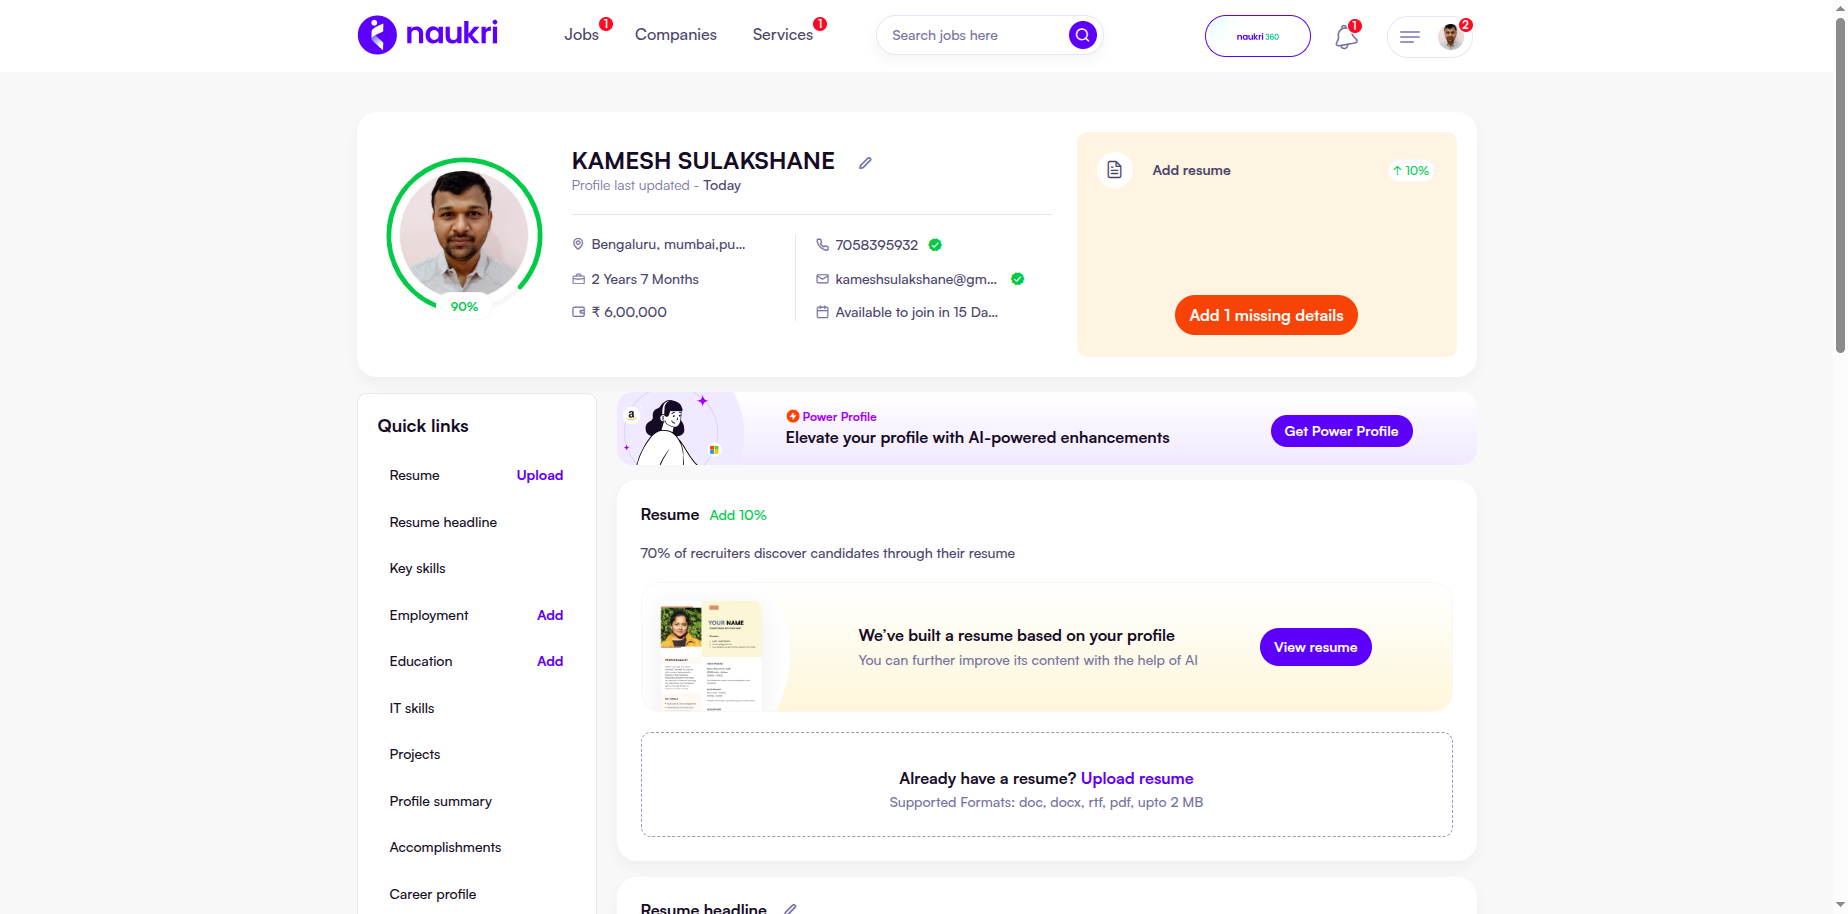 naukri
Jobs 1
Companies
Services 1
Search jobs here
naukri 360
1
2
KAMESH SULAKSHANE
Profile last updated - Today
Bengaluru, mumbai,pu...
2 Years 7 Months
₹ 6,00,000
7058395932
kameshsulakshane@gm...
Available to join in 15 Da...
90%
Add resume
↑ 10%
Add 1 missing details
Quick links
Resume Upload
Resume headline
Key skills
Employment Add
Education Add
IT skills
Projects
Profile summary
Accomplishments
Career profile
a
Power Profile
Elevate your profile with AI-powered enhancements
Get Power Profile
Resume Add 10%
70% of recruiters discover candidates through their resume
YOUR NAME
We've built a resume based on your profile
You can further improve its content with the help of AI
View resume
Already have a resume? Upload resume
Supported Formats: doc, docx, rtf, pdf, upto 2 MB
Resume headline